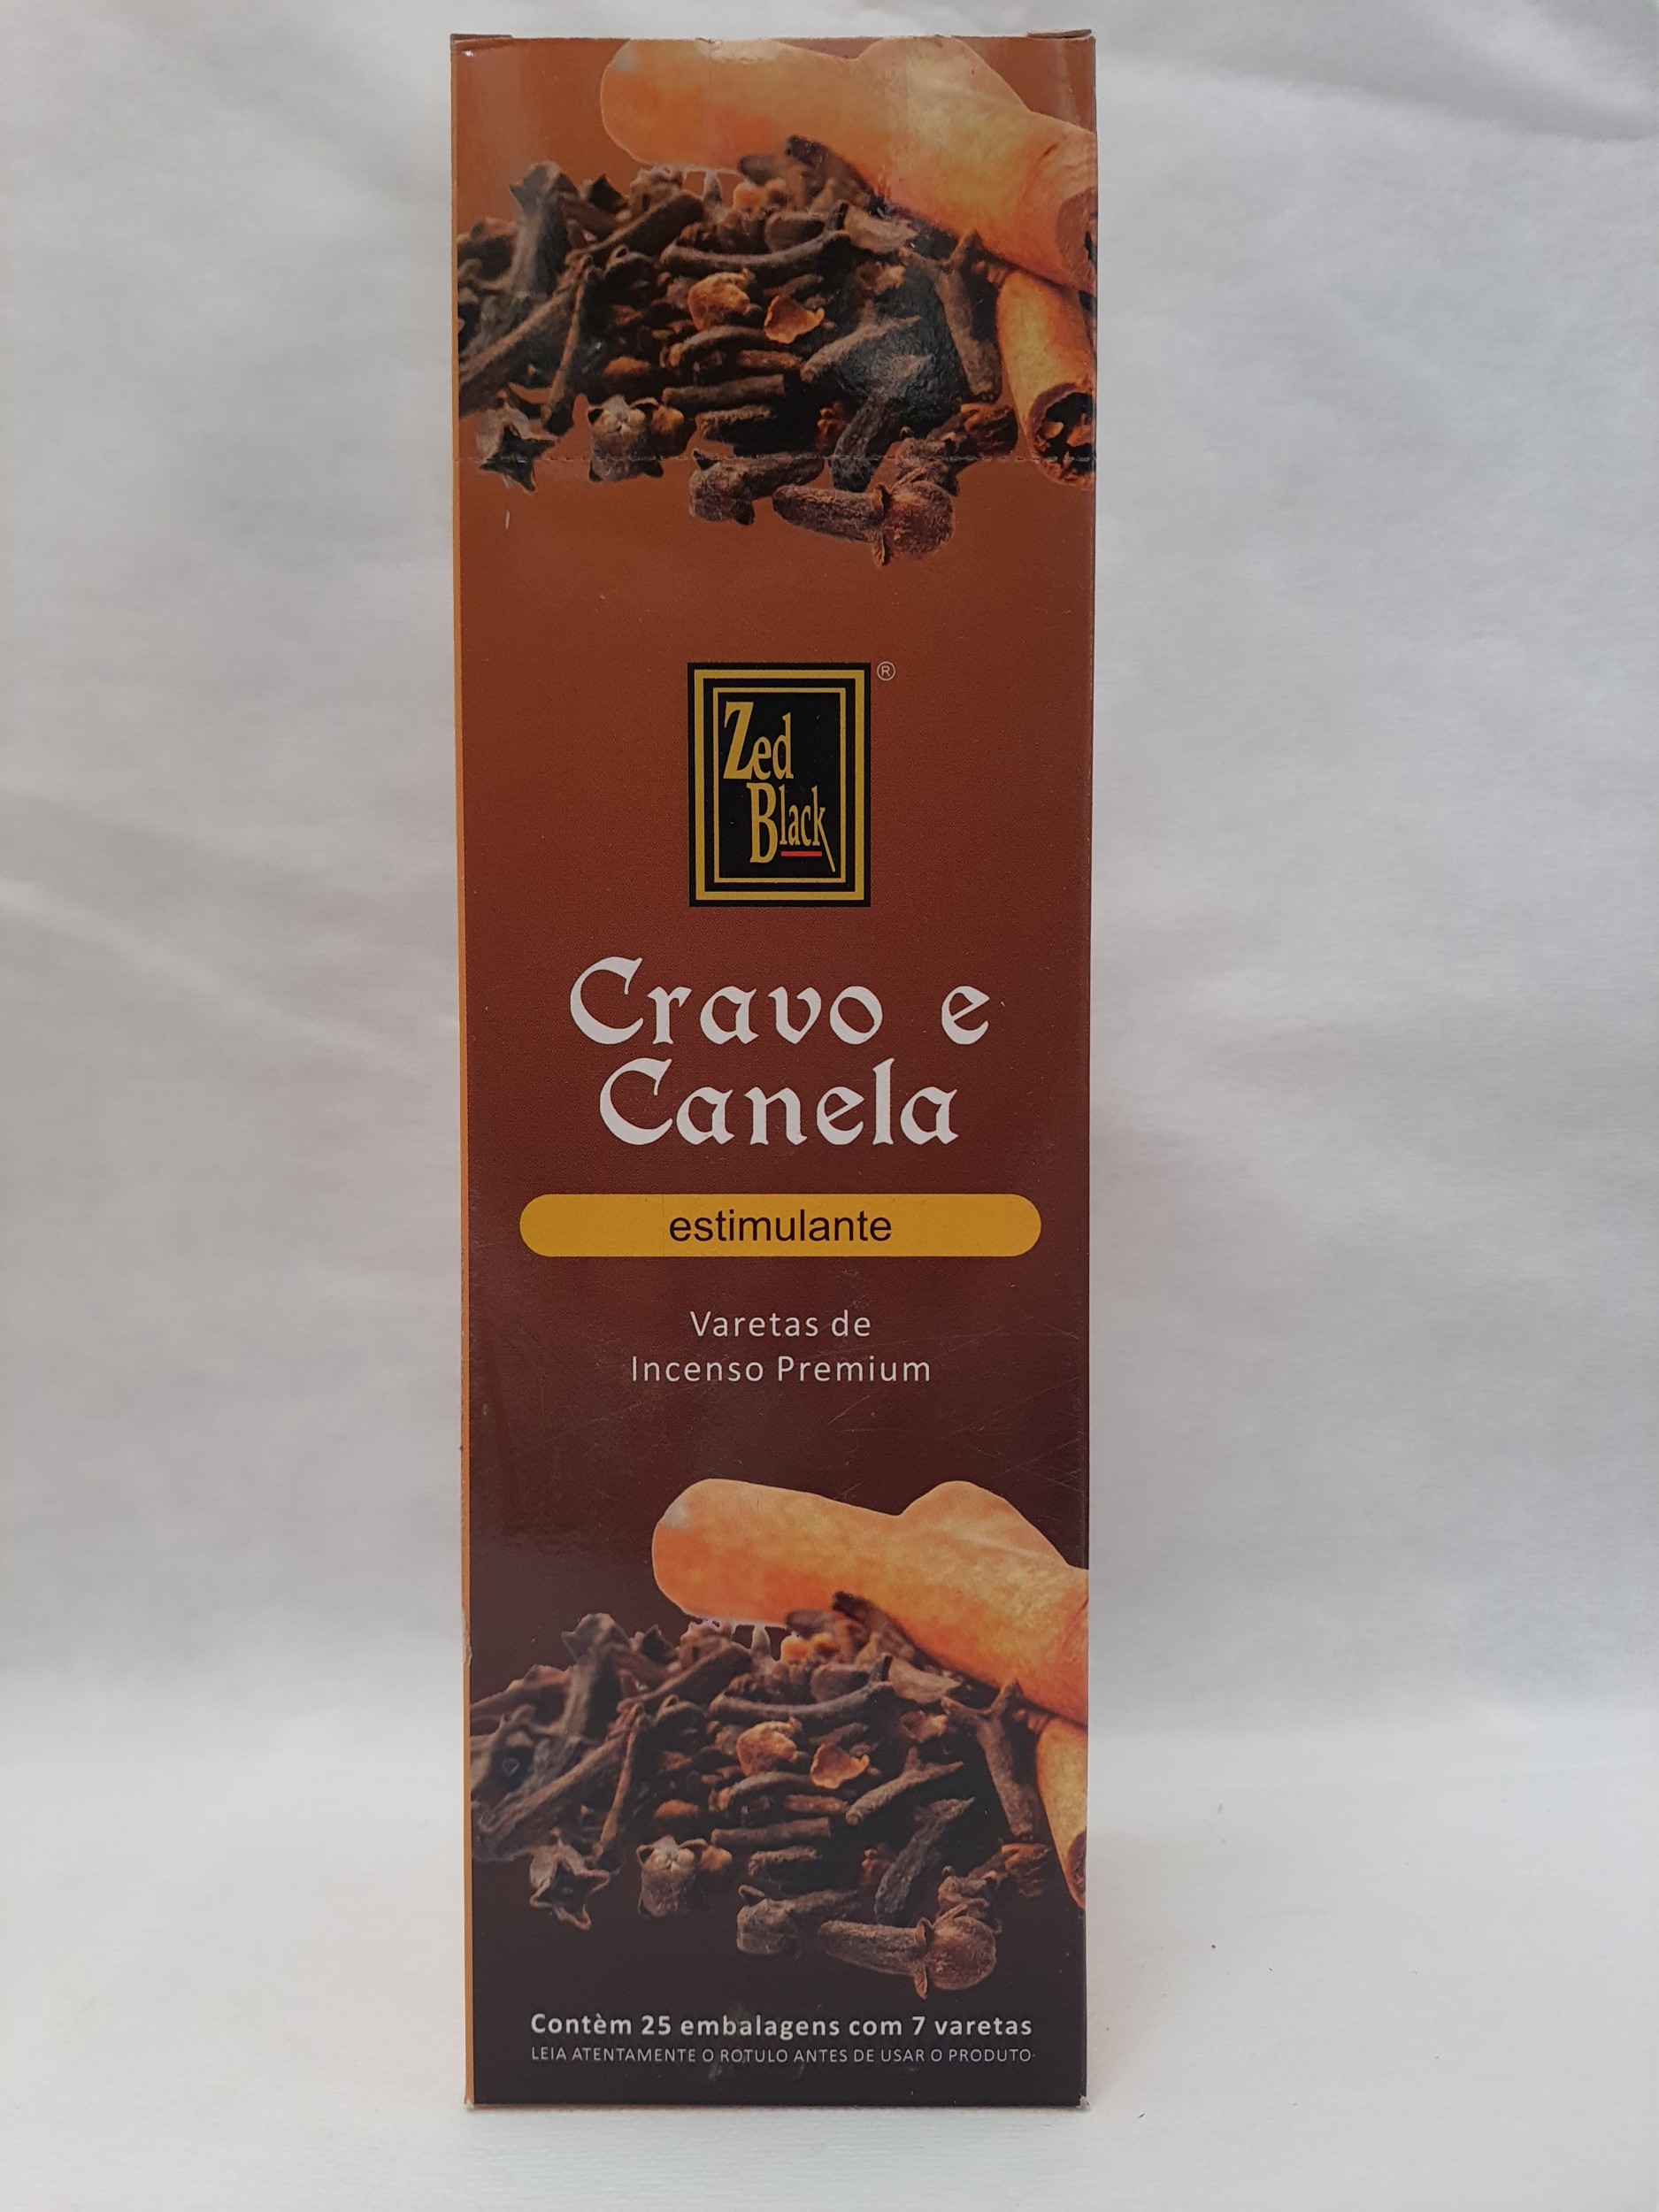 Zed
Black
®
Cravo e
Canela
estimulante
Varetas de
Incenso Premium
Contèm 25 embalagens com 7 varetas
LEIA ATENTAMENTE O ROTULO ANTES DE USAR O PRODUTO